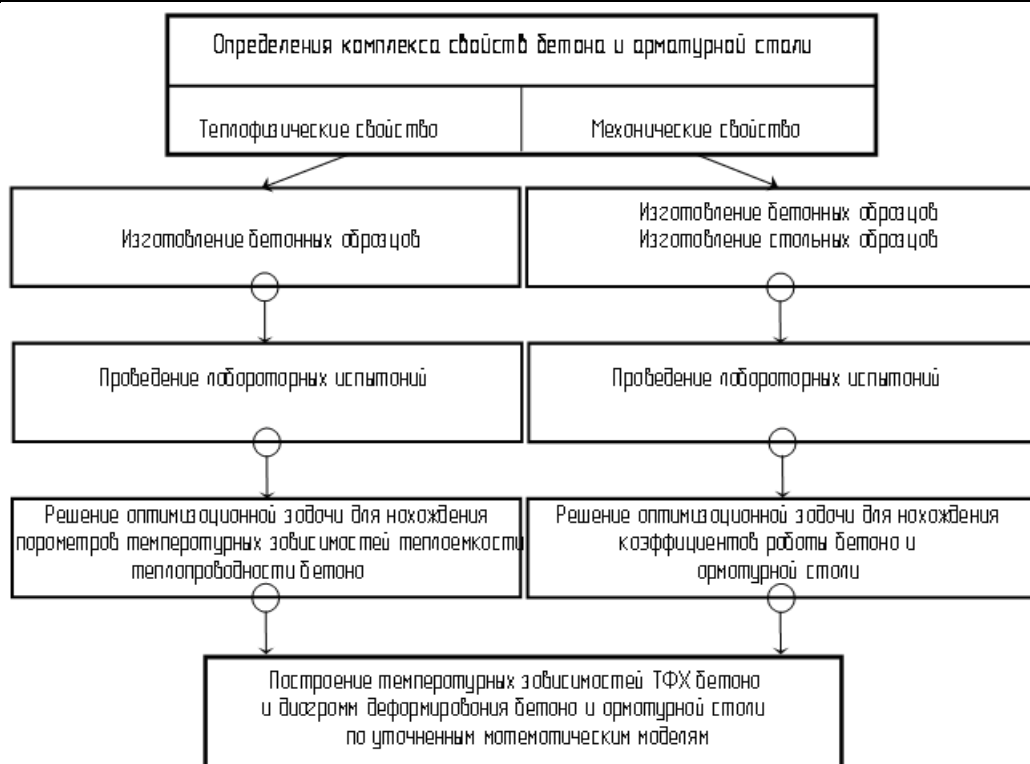 Определения комплекса свойств бетона и арматурной стали
Теплофизические свойства
Механические свойства
Изготовление бетонных образцов
Изготовление бетонных образцов
Изготовление стальных образцов
Проведение лабораторных испытаний
Проведение лабораторных испытаний
Решение оптимизационной задачи для нахождения
параметров температурных зависимостей теплоемкости
теплопроводности бетона
Решение оптимизационной задачи для нахождения
коэффициентов работы бетона и
арматурной стали
Построение температурных зависимостей ТФХ бетона
и диаграмм деформирования бетона и арматурной стали
по уточненным математическим моделям